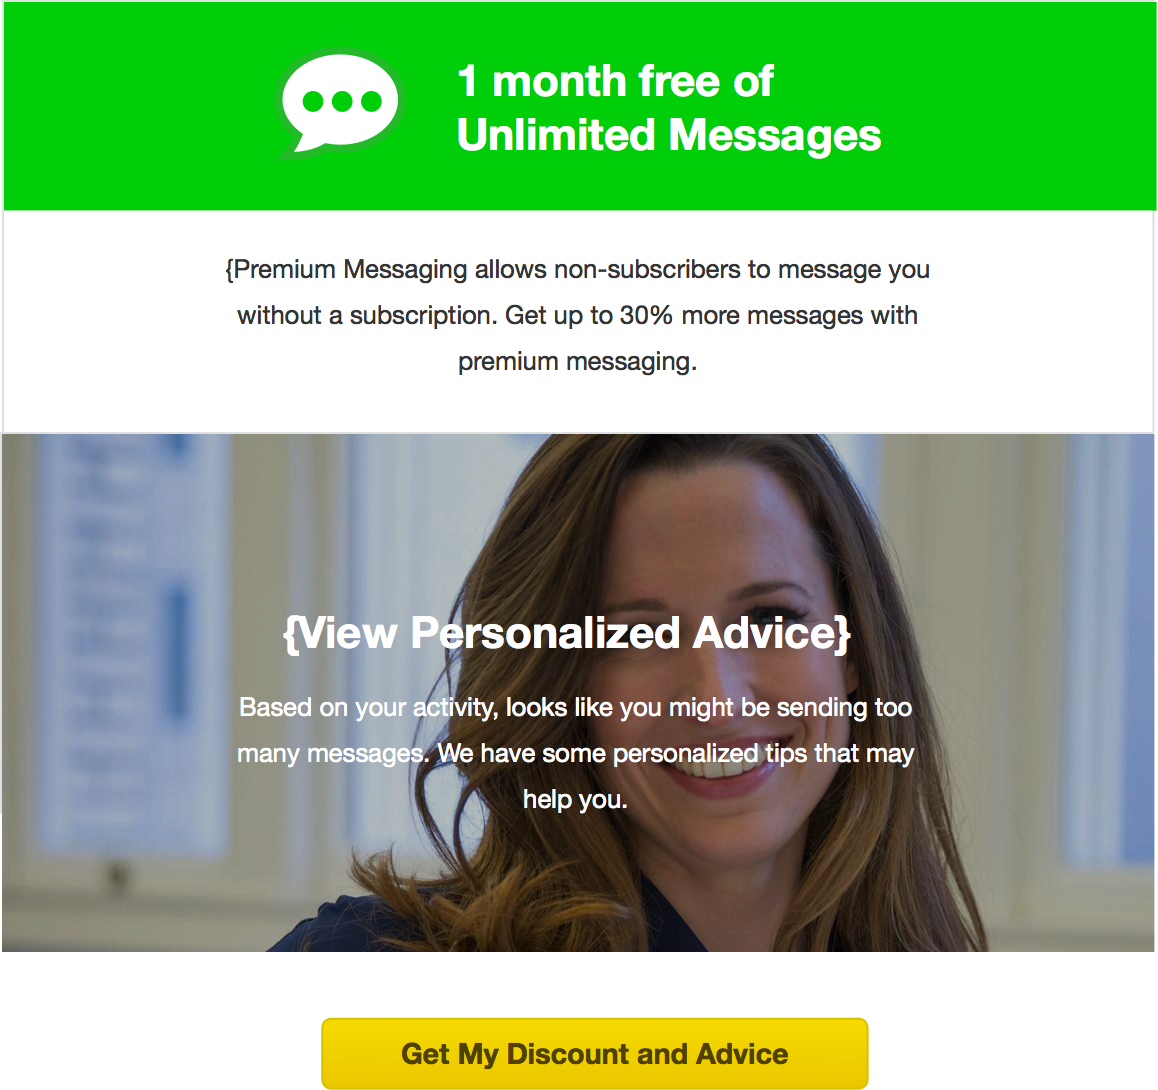 1 month free of
Unlimited Messages
{Premium Messaging allows non-subscribers to message you
without a subscription. Get up to 30% more messages with
premium messaging.
{View Personalized Advice}
Based on your activity, looks like you might be sending too
many messages. We have some personalized tips that may
help you.
Get My Discount and Advice